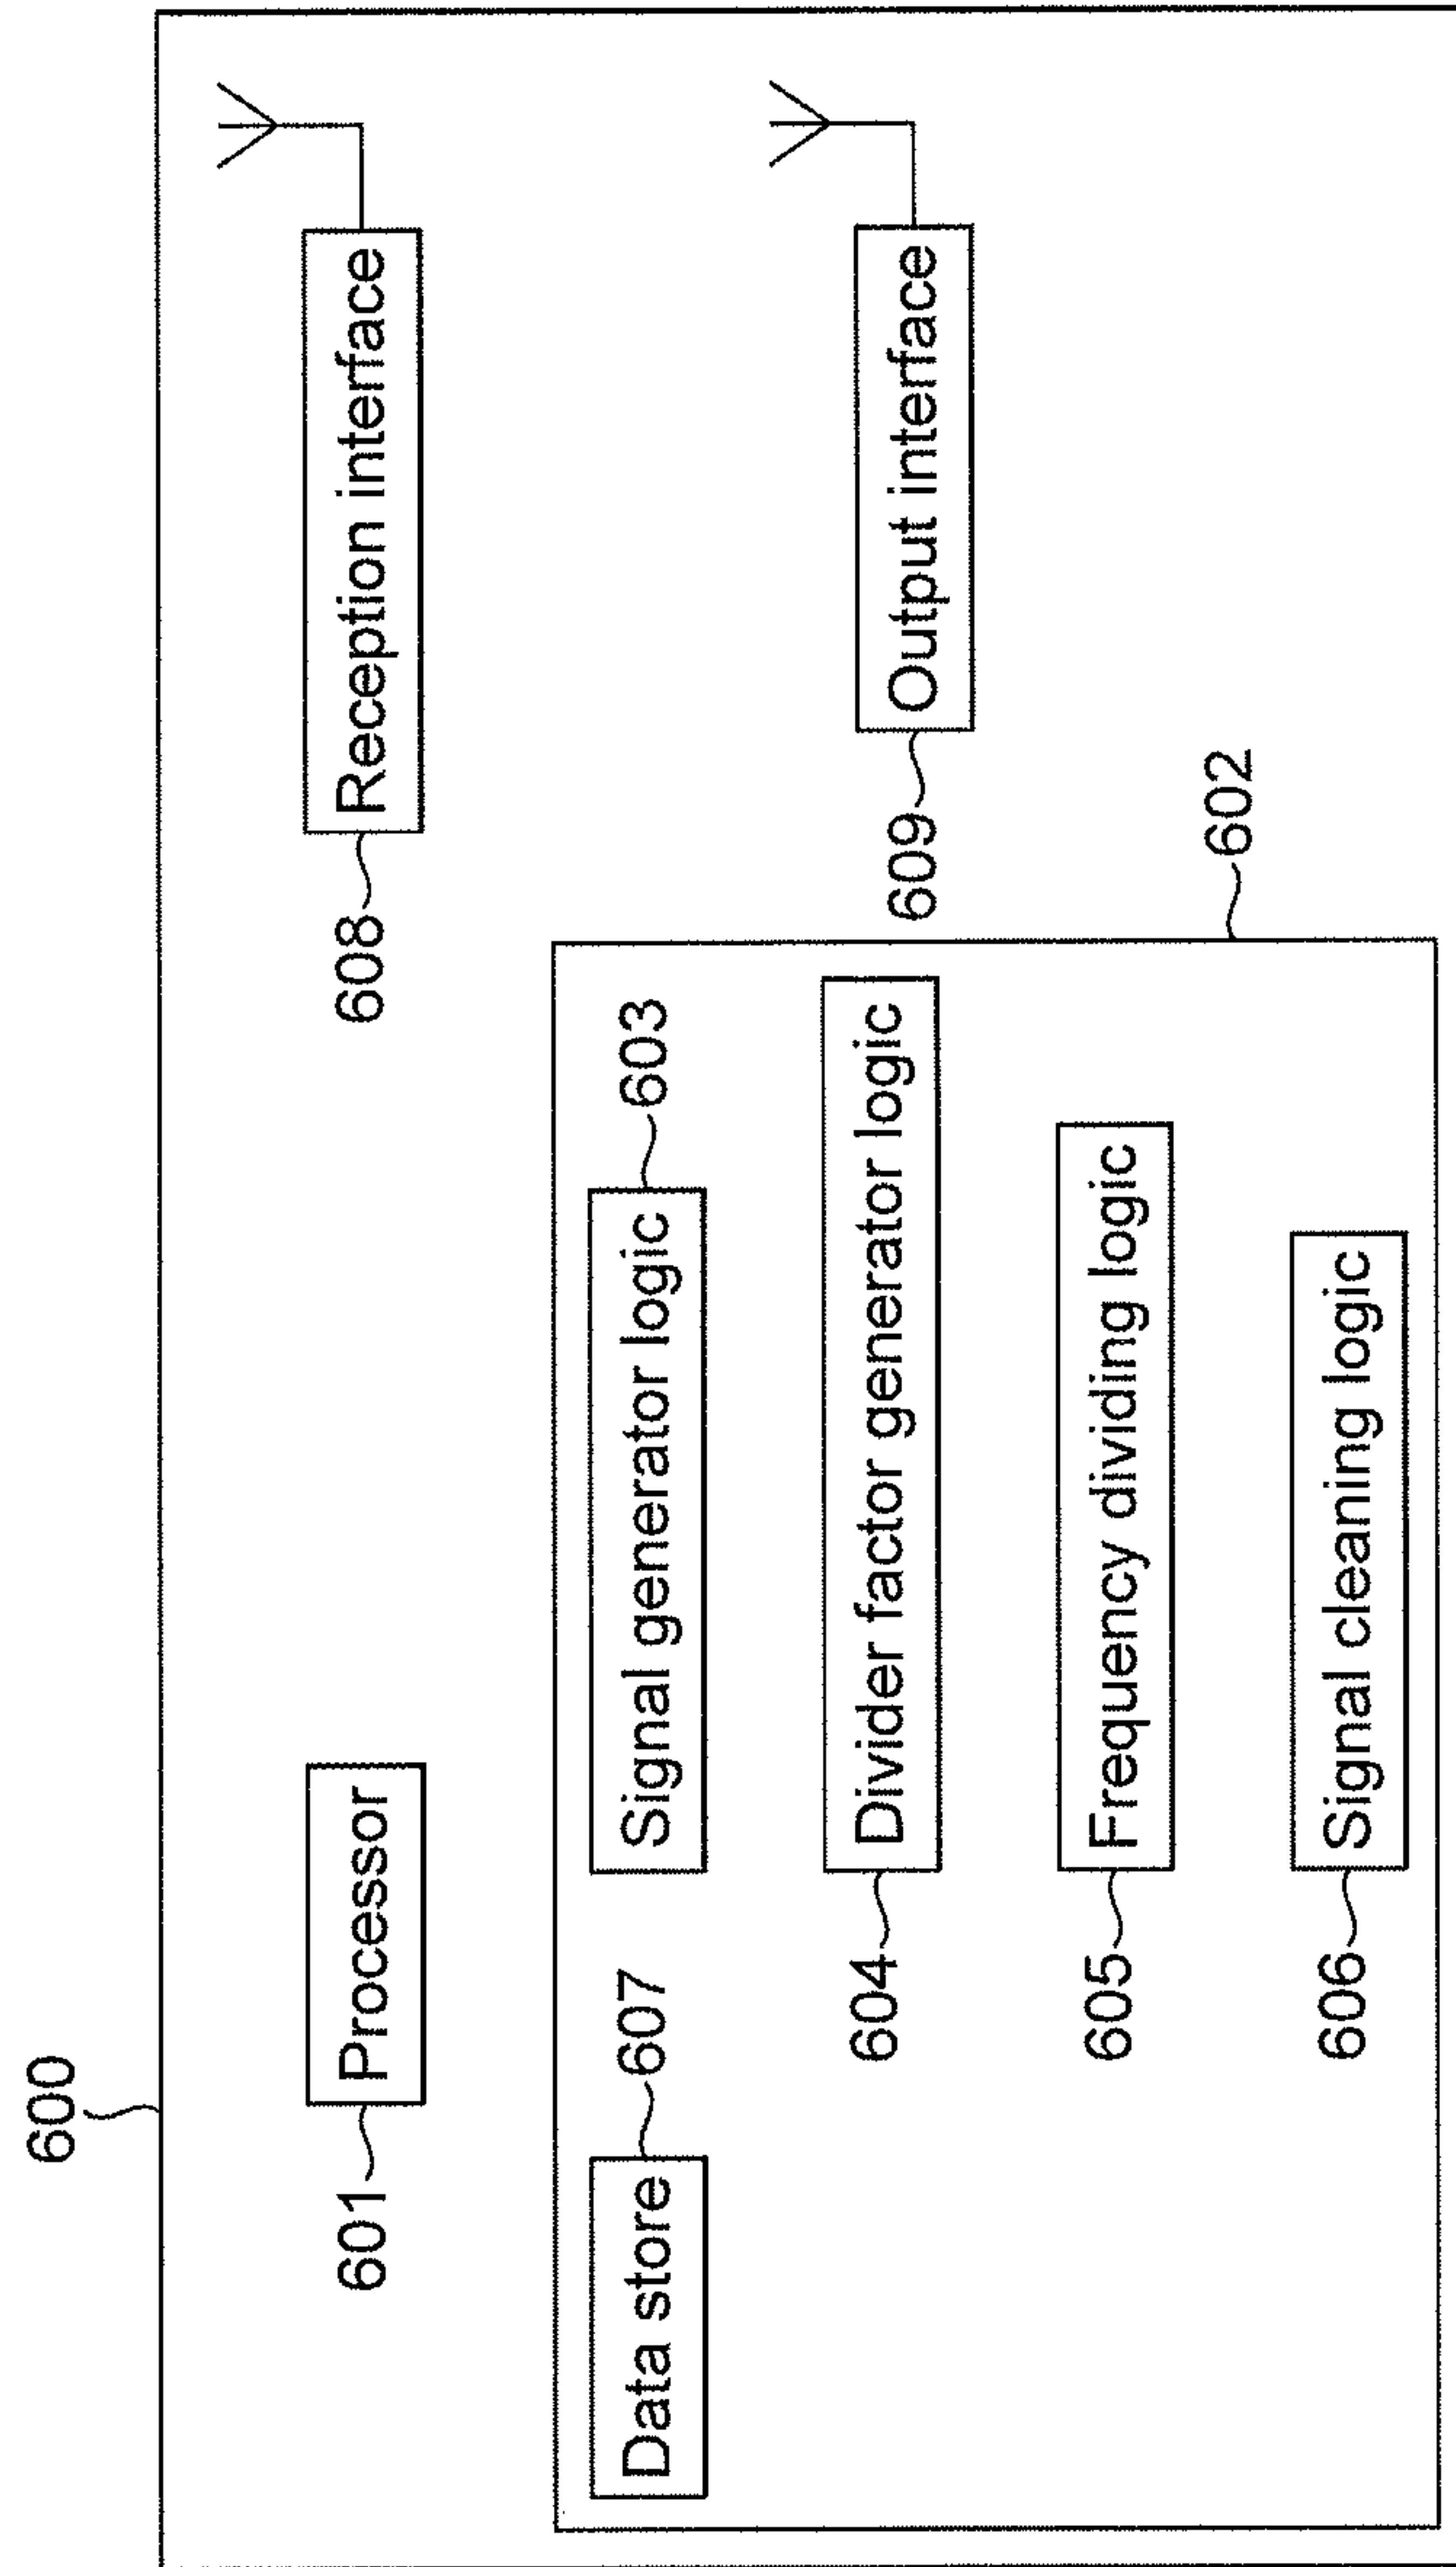 600
601
Processor
608
Reception interface
607
Data store
603
Signal generator logic
604
Divider factor generator logic
605
Frequency dividing logic
606
Signal cleaning logic
609
Output interface
602